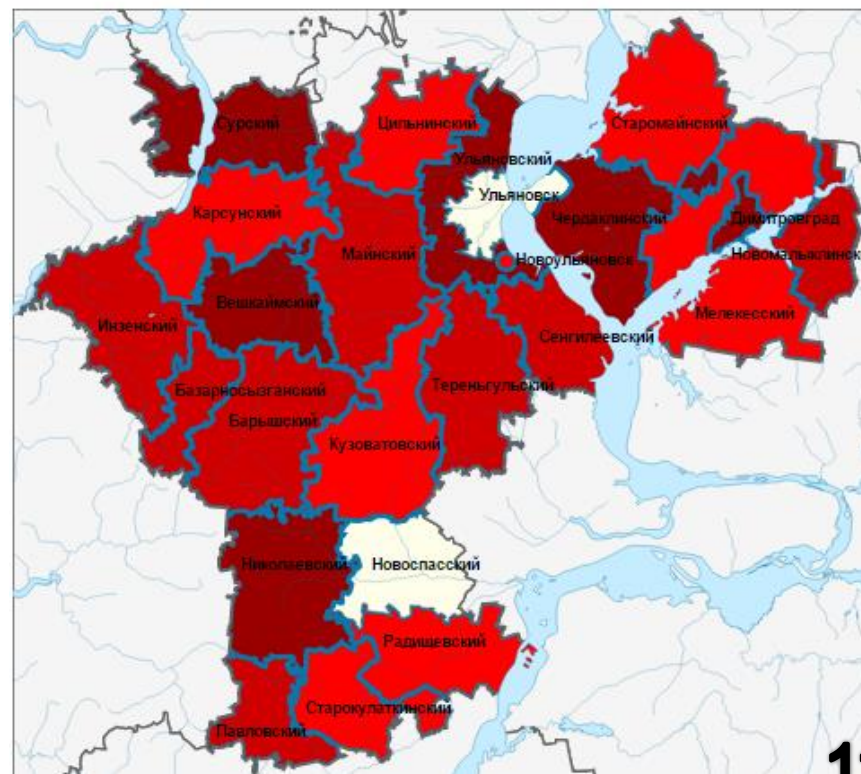 Сурский
Цильнинский
Старомайнский
Ульяновский
Ульяновск
Карсунский
Чердаклинский
Димитровград
Майнский
Новоульяновск
Новомалыклинск
Вешкаймский
Инзенский
Мелекесский
Сенгилеевский
Базарносызганский
Тереньгульский
Барышский
Кузоватовский
Николаевский
Новоспасский
Радищевский
Старокулаткинский
Павловский